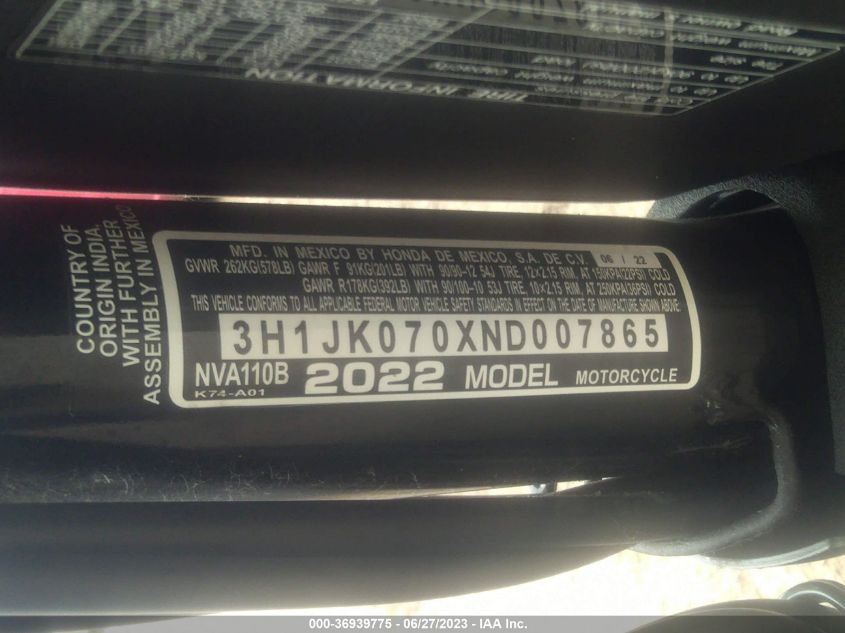 TIRE INFORMATION
COUNTRY OF
ORIGIN INDIA.
WITH FURTHER
ASSEMBLY IN MEXICO
MFD. IN MEXICO BY HONDA DE MEXICO, S.A. DE C.V. 06 / 22
GVWR 262KG(578LB) GAWR F 91KG(201LB) WITH 90/90-12 54J TIRE, 12×2.15 RIM, AT 150KPA(22PSI) COLD
GAWR R178KG(392LB) WITH 90/100-10 53J TIRE, 10×2.15 RIM, AT 250KPA(36PSI) COLD
THIS VEHICLE CONFORMS TO ALL APPLICABLE FEDERAL MOTOR VEHICLE SAFETY STANDARDS IN EFFECT ON THE DATE OF MANUFACTURE SHOWN ABOVE.
3H1JK070XND007865
NVA110B 2022 MODEL MOTORCYCLE
K74-A01
000-36939775 - 06/27/2023 - IAA Inc.